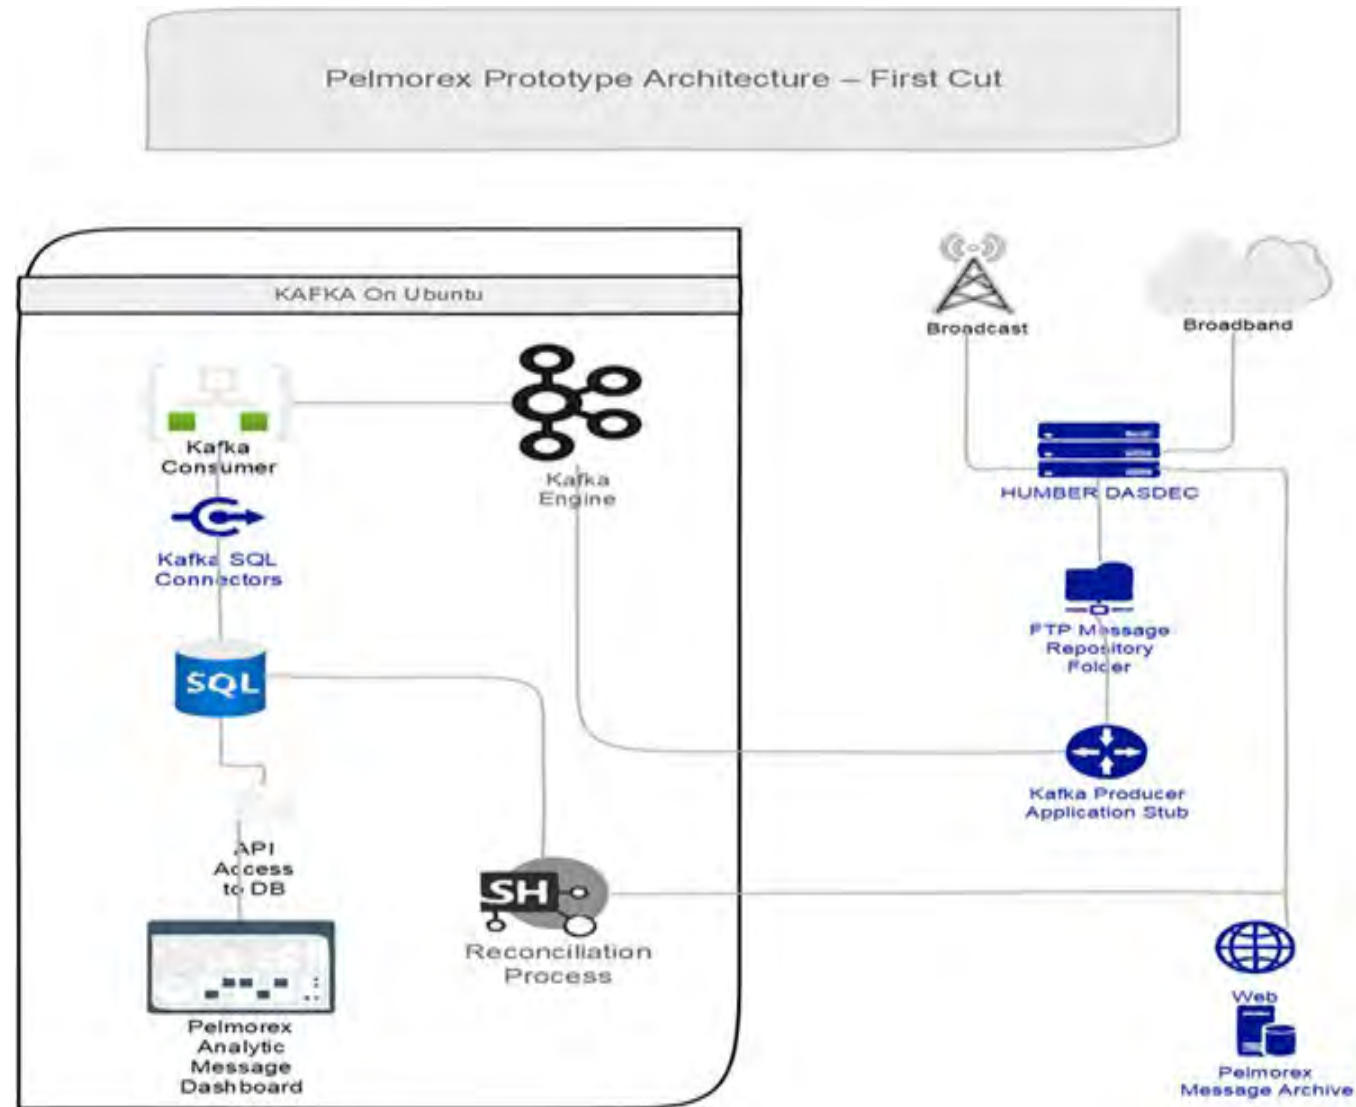 Pelmorex Prototype Architecture – First Cut
KAFKA On Ubuntu
Broadcast
Broadband
Kafka
Consumer
Kafka
Engine
HUMBER DASDEC
Kafka SQL
Connectors
FTP Message
Repository
Folder
SQL
Kafka Producer
Application Stub
API
Access
to DB
SH
Reconciliation
Process
Web
Pelmorex
Analytic
Message
Dashboard
Pelmorex
Message Archive